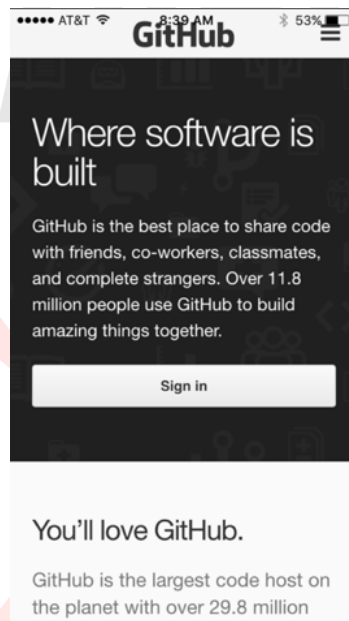 AT&T 8:39 AM 53%
GitHub
Where software is
built
GitHub is the best place to share code
with friends, co-workers, classmates,
and complete strangers. Over 11.8
million people use GitHub to build
amazing things together.
Sign in
You'll love GitHub.
GitHub is the largest code host on
the planet with over 29.8 million